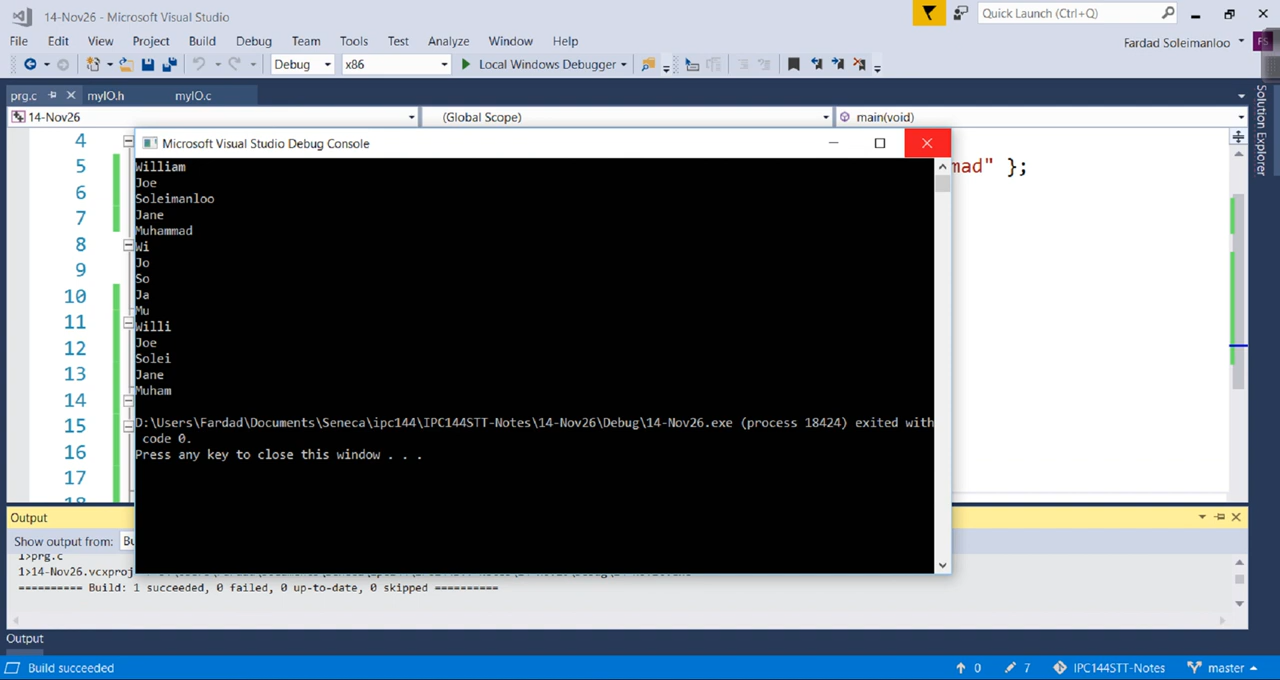 14-Nov26 - Microsoft Visual Studio
Quick Launch (Ctrl+Q)
File Edit View Project Build Debug Team Tools Test Analyze Window Help
Fardad Soleimanloo
FS
Debug x86 Local Windows Debugger
prg.c myIO.h myIO.c
Solution Explorer
14-Nov26 (Global Scope) main(void)
4
Microsoft Visual Studio Debug Console
5
mad" };
6
7
8
9
10
11
12
13
14
15
16
17
William
Joe
Soleimanloo
Jane
Muhammad
Wi
Jo
So
Ja
Mu
Willi
Joe
Solei
Jane
Muham
D:\Users\Fardad\Documents\Seneca\ipc144\IPC144STT-Notes\14-Nov26\Debug\14-Nov26.exe (process 18424) exited with
code 0.
Press any key to close this window . . .
Output
Show output from: Bu
1>prg.c
1>14-Nov26.vcxproj
========== Build: 1 succeeded, 0 failed, 0 up-to-date, 0 skipped ==========
Output
Build succeeded
0 7 IPC144STT-Notes master